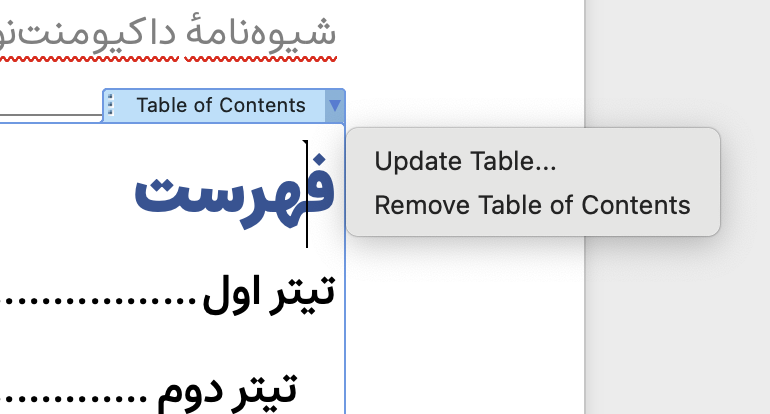 شیوه‌نامهٔ داکیومنت‌نو
Table of Contents
Update Table...
Remove Table of Contents
فهرست
تیتر اول.................
تیتر دوم .............